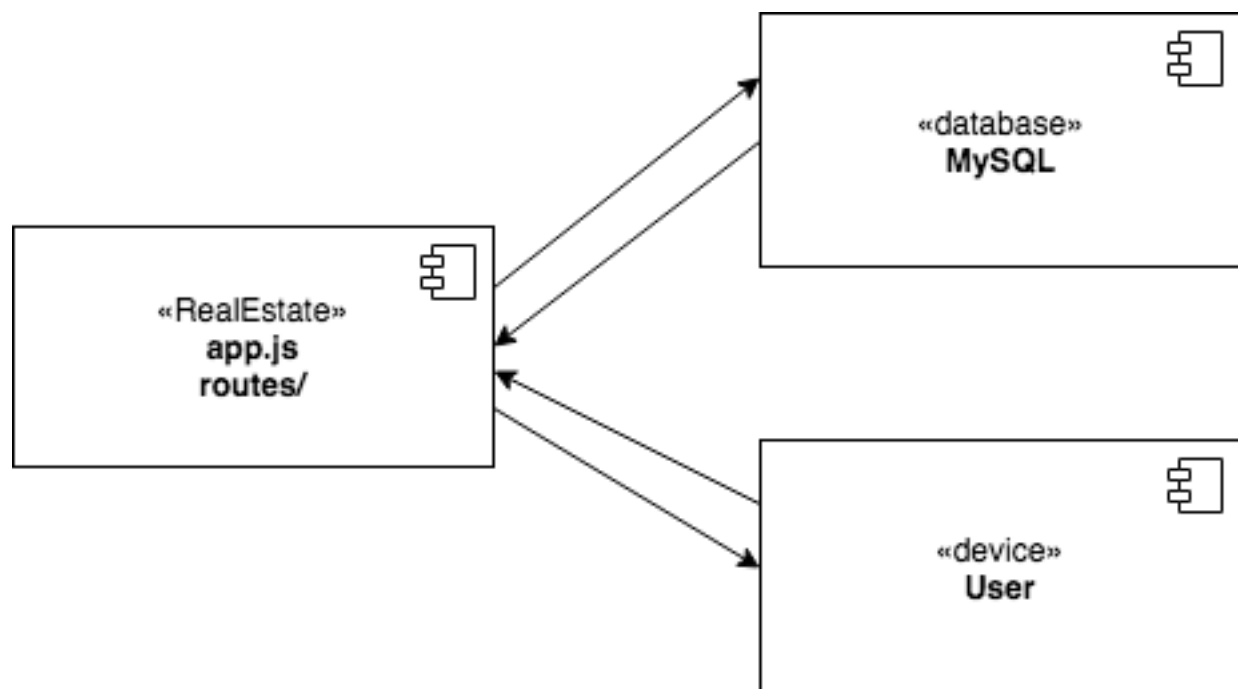 «database»
MySQL
«RealEstate»
app.js
routes/
«device»
User